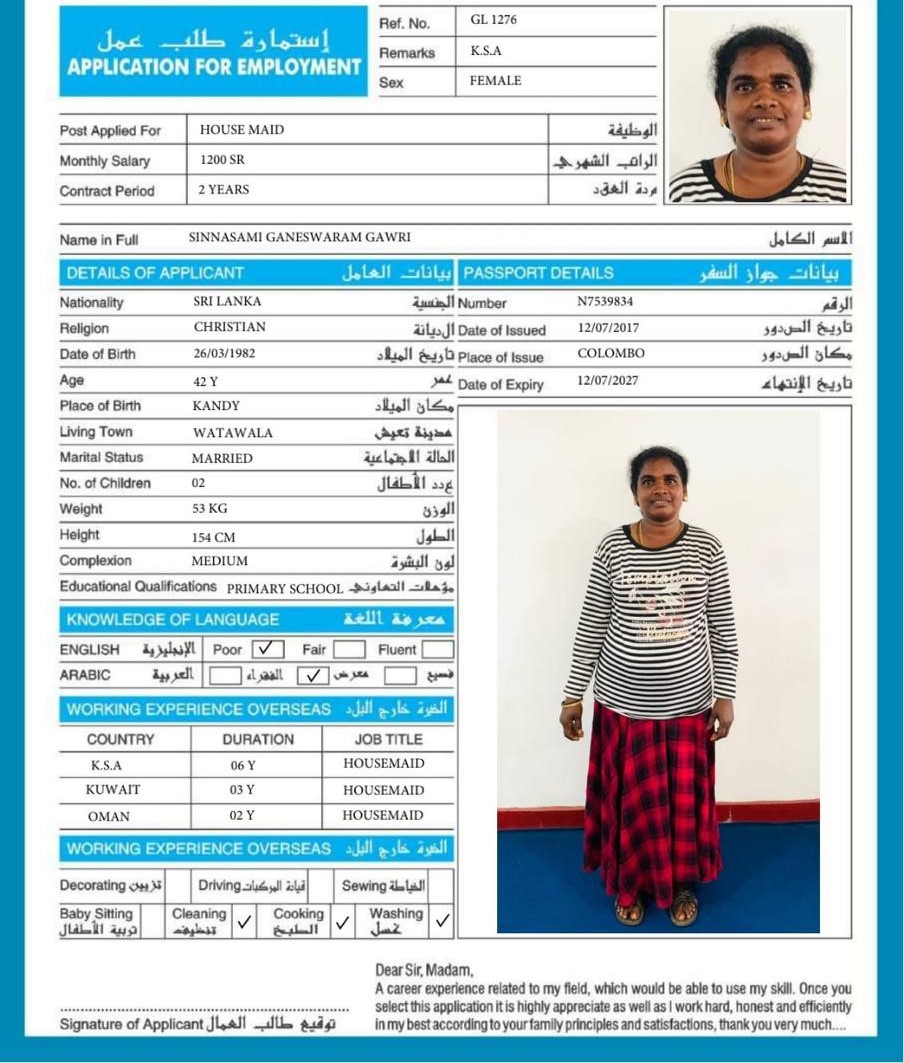 إستمارة طلب عمل
APPLICATION FOR EMPLOYMENT
Ref. No. GL 1276
Remarks K.S.A
Sex FEMALE
Post Applied For HOUSE MAID الوظيفة
Monthly Salary 1200 SR الراتب الشهري
Contract Period 2 YEARS مدة العقد
Name in Full SINNASAMI GANESWARAM GAWRI الاسم الكامل
DETAILS OF APPLICANT بيانات العامل
Nationality SRI LANKA الجنسية
Religion CHRISTIAN الديانة
Date of Birth 26/03/1982 تاريخ الميلاد
Age 42 Y عمر
Place of Birth KANDY مكان الميلاد
Living Town WATAWALA مدينة تعيش
Marital Status MARRIED الحالة الاجتماعية
No. of Children 02 عدد الأطفال
Weight 53 KG الوزن
Height 154 CM الطول
Complexion MEDIUM لون البشرة
Educational Qualifications PRIMARY SCHOOL مؤهلات التعاوني
PASSPORT DETAILS بيانات جواز السفر
Number N7539834 الرقم
Date of Issued 12/07/2017 تاريخ الصدور
Place of Issue COLOMBO مكان الصدور
Date of Expiry 12/07/2027 تاريخ الإنتهاء
KNOWLEDGE OF LANGUAGE معرفة اللغة
ENGLISH الإنجليزية Poor ✓ Fair Fluent
ARABIC العربية الفقراء ✓ معرض فصيح
WORKING EXPERIENCE OVERSEAS الخبرة خارج البلد
COUNTRY DURATION JOB TITLE
K.S.A 06 Y HOUSEMAID
KUWAIT 03 Y HOUSEMAID
OMAN 02 Y HOUSEMAID
WORKING EXPERIENCE OVERSEAS الخبرة خارج البلد
Decorating تزيين Driving قيادة المركبات Sewing الخياطة
Baby Sitting تربية الأطفال Cleaning تنظيف ✓ Cooking الطبخ ✓ Washing غسل ✓
Signature of Applicant توقيع طالب العمال
Dear Sir, Madam,
A career experience related to my field, which would be able to use my skill. Once you
select this application it is highly appreciate as well as I work hard, honest and efficiently
in my best according to your family principles and satisfactions, thank you very much....